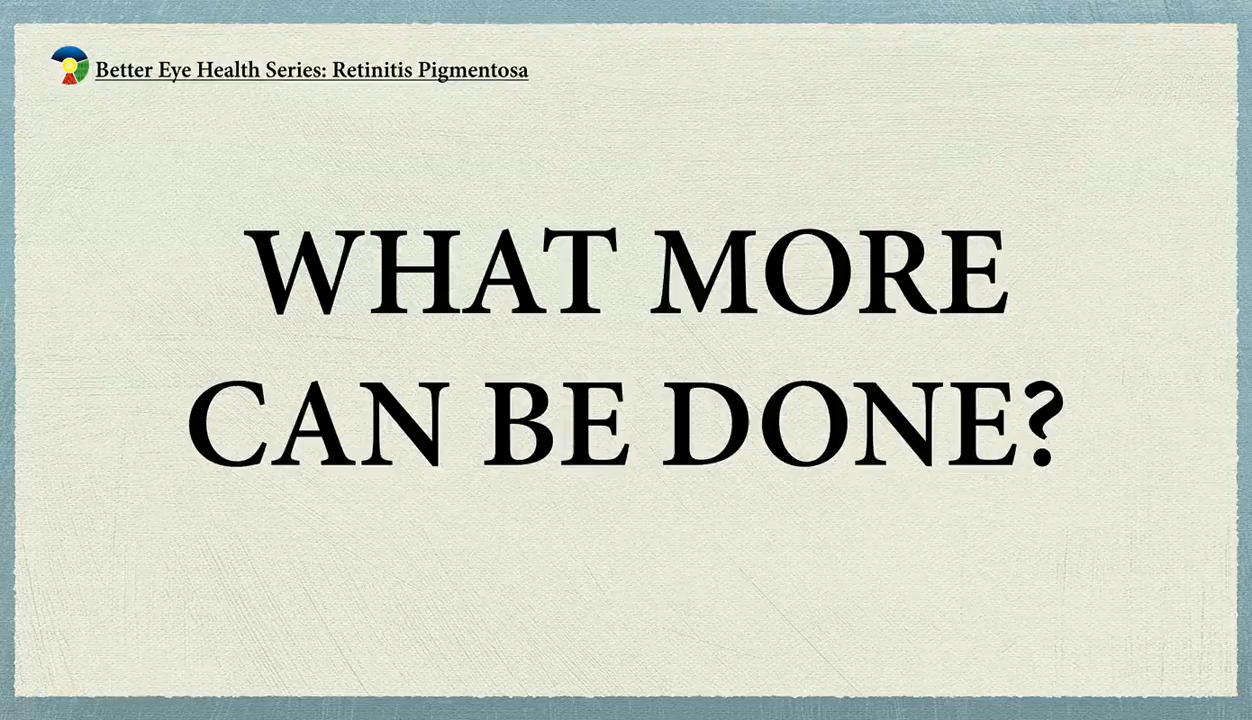 Better Eye Health Series: Retinitis Pigmentosa
WHAT MORE
CAN BE DONE?